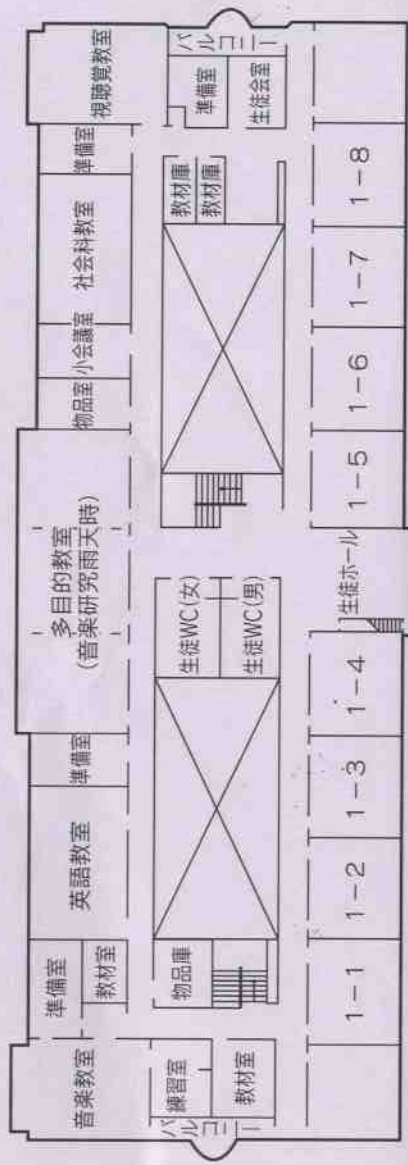 音楽教室
準備室
教材室
英語教室
準備室
多目的教室
(音楽研究雨天時)
物品室
小会議室
社会科教室
準備室
視聴覚教室
バルコニー
練習室
教材室
物品庫
生徒WC(女)
生徒WC(男)
教材庫
教材庫
準備室
生徒会室
バルコニー
1-1
1-2
1-3
1-4
生徒ホール
1-5
1-6
1-7
1-8